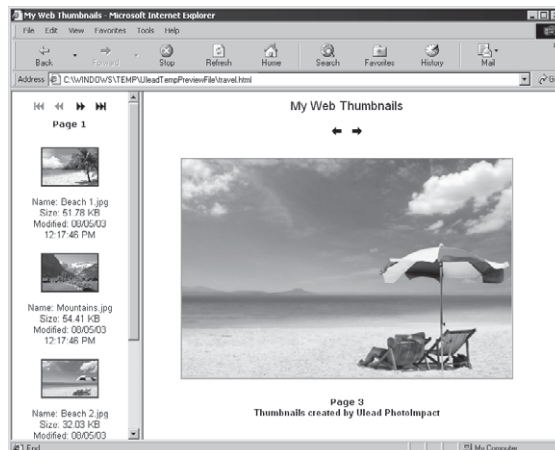 My Web Thumbnails - Microsoft Internet Explorer
File Edit View Favorites Tools Help
Back Forward Stop Refresh Home Search Favorites History Mail
Address C:\WINDOWS\TEMP\UleadTempPreviewFile\travel.html
Page 1
Name: Beach 1.jpg
Size: 51.78 KB
Modified: 08/05/03
12:17:46 PM
Name: Mountains.jpg
Size: 54.41 KB
Modified: 08/05/03
12:17:46 PM
Name: Beach 2.jpg
Size: 32.03 KB
Modified: 08/05/03
My Web Thumbnails
Page 3
Thumbnails created by Ulead PhotoImpact
End My Computer